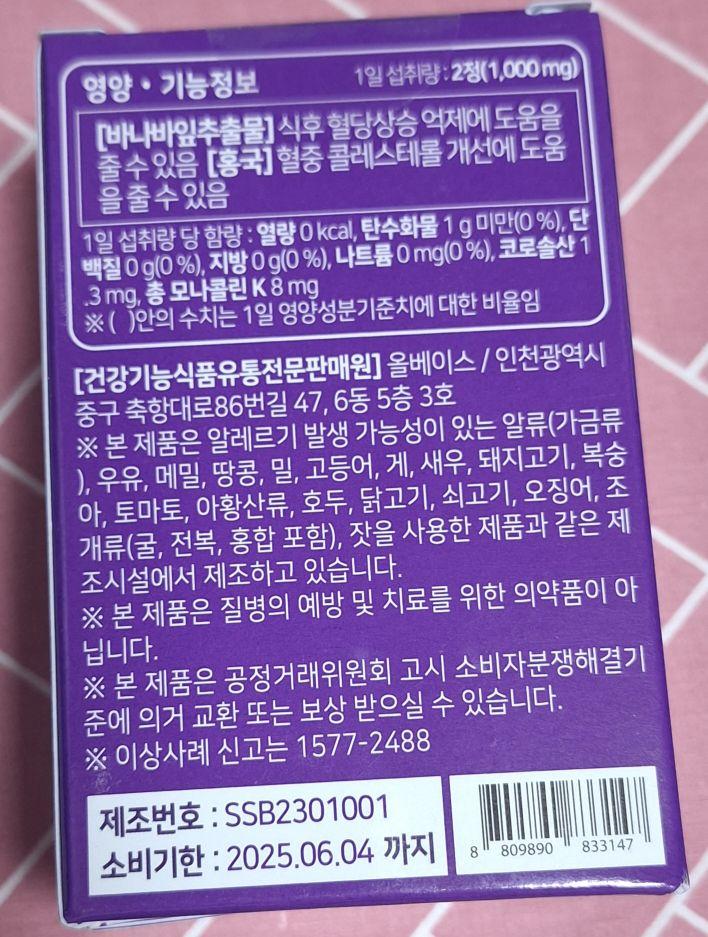 영양 • 기능정보 1일 섭취량 : 2정(1,000mg)
[바나바잎추출물] 식후 혈당상승 억제에 도움을
줄 수 있음 [홍국] 혈중 콜레스테롤 개선에 도움
을 줄 수 있음
1일 섭취량 당 함량 : 열량 0 kcal, 탄수화물 1 g 미만(0 %), 단
백질 0 g(0 %), 지방 0 g(0 %), 나트륨 0 mg(0 %), 코로솔산 1
.3 mg, 총 모나콜린 K 8 mg
※ ( )안의 수치는 1일 영양성분기준치에 대한 비율임
[건강기능식품유통전문판매원] 올베이스 / 인천광역시
중구 축항대로86번길 47, 6동 5층 3호
※ 본 제품은 알레르기 발생 가능성이 있는 알류(가금류
), 우유, 메밀, 땅콩, 밀, 고등어, 게, 새우, 돼지고기, 복숭
아, 토마토, 아황산류, 호두, 닭고기, 쇠고기, 오징어, 조
개류(굴, 전복, 홍합 포함), 잣을 사용한 제품과 같은 제
조시설에서 제조하고 있습니다.
※ 본 제품은 질병의 예방 및 치료를 위한 의약품이 아
닙니다.
※ 본 제품은 공정거래위원회 고시 소비자분쟁해결기
준에 의거 교환 또는 보상 받으실 수 있습니다.
※ 이상사례 신고는 1577-2488
제조번호 : SSB2301001
소비기한 : 2025.06.04 까지
8 809890 833147